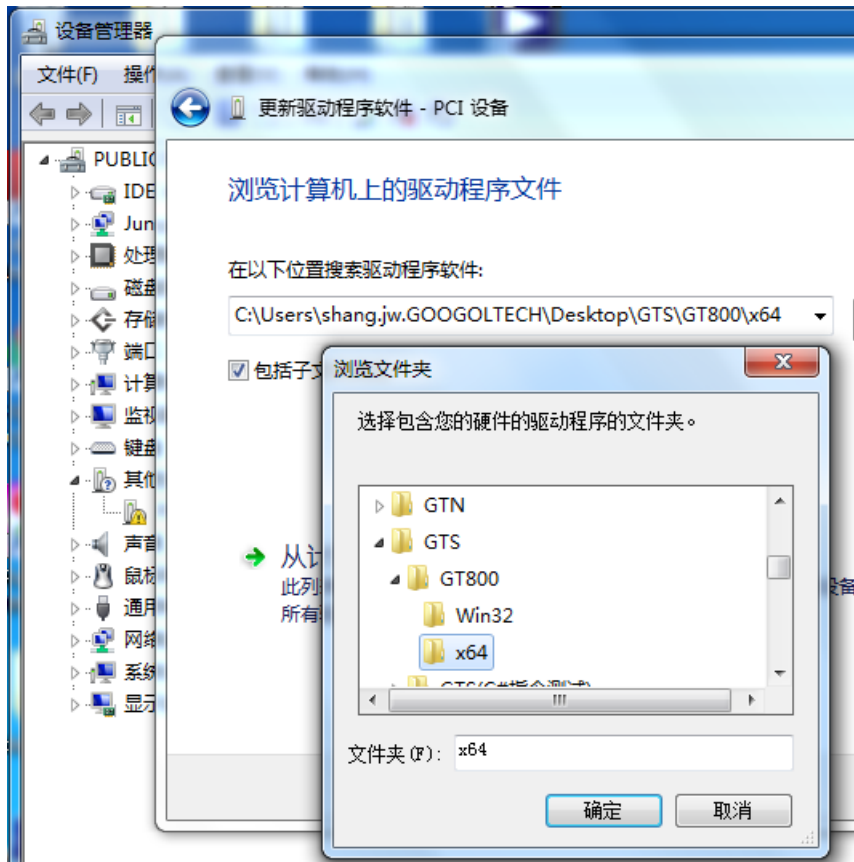 设备管理器
文件(F) 操作
更新驱动程序软件 - PCI 设备
PUBLIC
IDE
Jun
处理
磁盘
存储
端口
计算
监视
键盘
其他
声音
鼠标
通用
网络
系统
显示
浏览计算机上的驱动程序文件
在以下位置搜索驱动程序软件:
C:\Users\shang.jw.GOOGOLTECH\Desktop\GTS\GT800\x64
包括子文
从计
此列
设备
所有
浏览文件夹
选择包含您的硬件的驱动程序的文件夹。
GTN
GTS
GT800
Win32
x64
GTS(C#指令测试)
文件夹(F):
x64
确定
取消